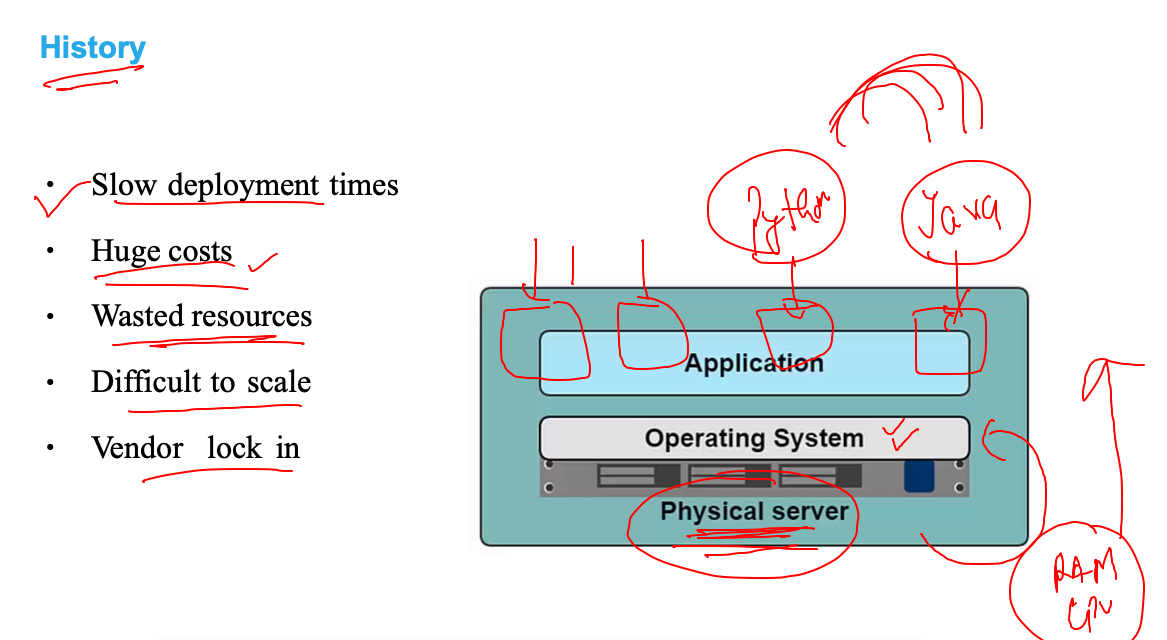 History
• Slow deployment times
• Huge costs
• Wasted resources
• Difficult to scale
• Vendor lock in
Python
Java
Application
Operating System
Physical server
RAM
CPU